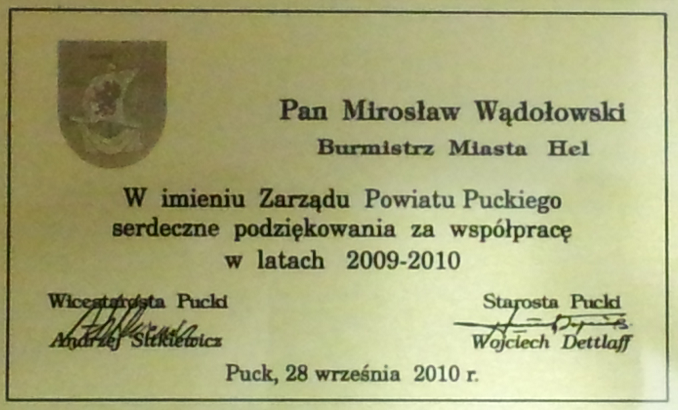 Pan Mirosław Wądołowski
Burmistrz Miasta Hel
W imieniu Zarządu Powiatu Puckiego
serdeczne podziękowania za współpracę
w latach 2009-2010
Wicestarosta Pucki
Andrzej Sitkiewicz
Starosta Pucki
Wojciech Dettlaff
Puck, 28 września 2010 r.